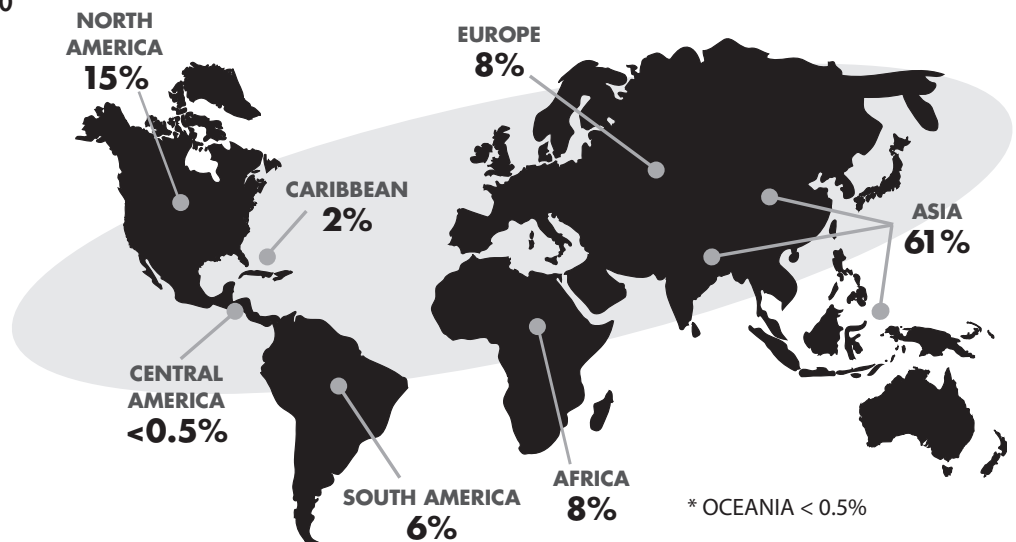 NORTH
AMERICA
15%
EUROPE
8%
CARIBBEAN
2%
ASIA
61%
CENTRAL
AMERICA
<0.5%
SOUTH AMERICA
6%
AFRICA
8%
* OCEANIA < 0.5%